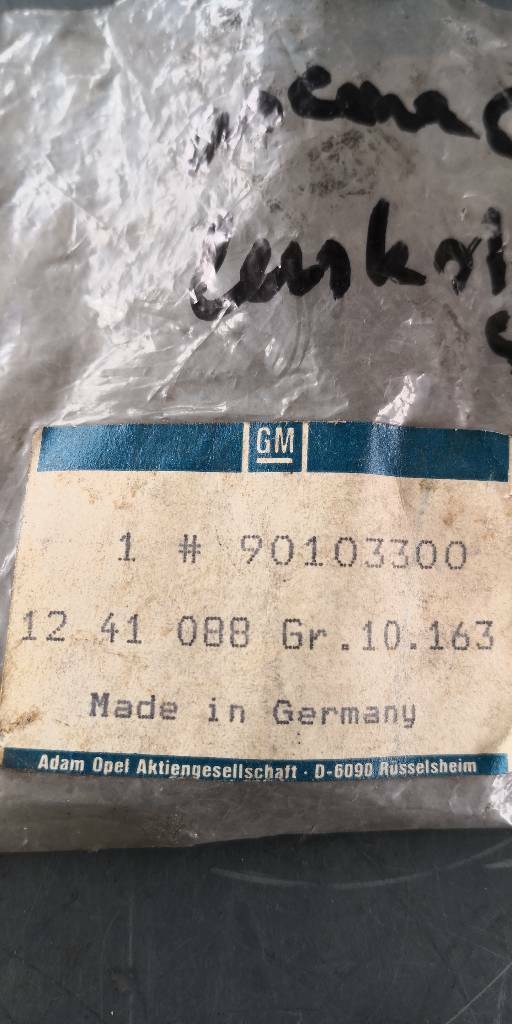 GM
1 # 90103300
12 41 088 Gr.10.163
Made in Germany
Adam Opel Aktiengesellschaft · D-6090 Rüsselsheim